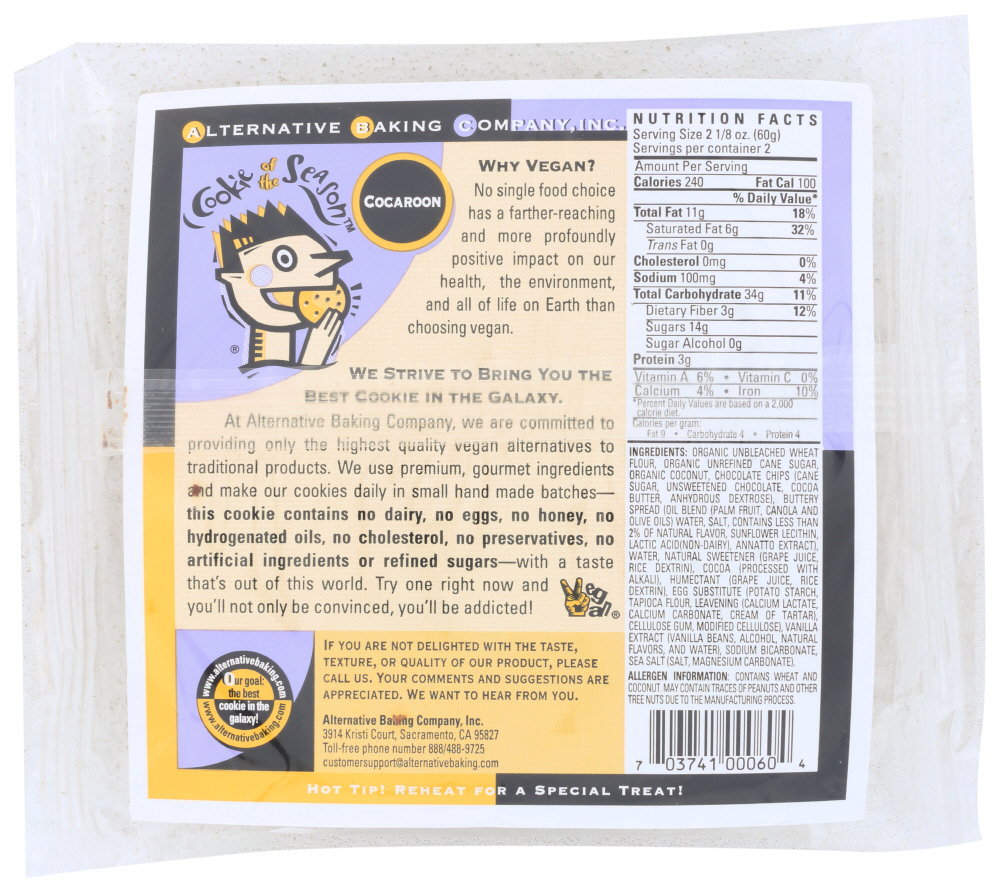 ALTERNATIVE BAKING COMPANY, INC.
Cookie of the Season™
COCAROON
®
WHY VEGAN?
No single food choice
has a farther-reaching
and more profoundly
positive impact on our
health, the environment,
and all of life on Earth than
choosing vegan.
WE STRIVE TO BRING YOU THE
BEST COOKIE IN THE GALAXY.
At Alternative Baking Company, we are committed to
providing only the highest quality vegan alternatives to
traditional products. We use premium, gourmet ingredients
and make our cookies daily in small hand made batches—
this cookie contains no dairy, no eggs, no honey, no
hydrogenated oils, no cholesterol, no preservatives, no
artificial ingredients or refined sugars—with a taste
that's out of this world. Try one right now and
you'll not only be convinced, you'll be addicted!
Vegan®
www.alternativebaking.com
Our goal:
the best
cookie in the
galaxy!
www.alternativebaking.com
IF YOU ARE NOT DELIGHTED WITH THE TASTE,
TEXTURE, OR QUALITY OF OUR PRODUCT, PLEASE
CALL US. YOUR COMMENTS AND SUGGESTIONS ARE
APPRECIATED. WE WANT TO HEAR FROM YOU.
Alternative Baking Company, Inc.
3914 Kristi Court, Sacramento, CA 95827
Toll-free phone number 888/488-9725
customersupport@alternativebaking.com
HOT TIP! REHEAT FOR A SPECIAL TREAT!
NUTRITION FACTS
Serving Size 2 1/8 oz. (60g)
Servings per container 2
Amount Per Serving
Calories 240 Fat Cal 100
% Daily Value*
Total Fat 11g 18%
Saturated Fat 6g 32%
Trans Fat 0g
Cholesterol 0mg 0%
Sodium 100mg 4%
Total Carbohydrate 34g 11%
Dietary Fiber 3g 12%
Sugars 14g
Sugar Alcohol 0g
Protein 3g
Vitamin A 6% • Vitamin C 0%
Calcium 4% • Iron 10%
*Percent Daily Values are based on a 2,000
calorie diet.
Calories per gram:
Fat 9 • Carbohydrate 4 • Protein 4
INGREDIENTS: ORGANIC UNBLEACHED WHEAT
FLOUR, ORGANIC UNREFINED CANE SUGAR,
ORGANIC COCONUT, CHOCOLATE CHIPS (CANE
SUGAR, UNSWEETENED CHOCOLATE, COCOA
BUTTER, ANHYDROUS DEXTROSE), BUTTERY
SPREAD (OIL BLEND (PALM FRUIT, CANOLA AND
OLIVE OILS) WATER, SALT, CONTAINS LESS THAN
2% OF NATURAL FLAVOR, SUNFLOWER LECITHIN,
LACTIC ACID(NON-DAIRY), ANNATTO EXTRACT),
WATER, NATURAL SWEETENER (GRAPE JUICE,
RICE DEXTRIN), COCOA (PROCESSED WITH
ALKALI), HUMECTANT (GRAPE JUICE, RICE
DEXTRIN), EGG SUBSTITUTE (POTATO STARCH,
TAPIOCA FLOUR, LEAVENING (CALCIUM LACTATE,
CALCIUM CARBONATE, CREAM OF TARTAR),
CELLULOSE GUM, MODIFIED CELLULOSE), VANILLA
EXTRACT (VANILLA BEANS, ALCOHOL, NATURAL
FLAVORS, AND WATER), SODIUM BICARBONATE,
SEA SALT (SALT, MAGNESIUM CARBONATE).
ALLERGEN INFORMATION: CONTAINS WHEAT AND
COCONUT. MAY CONTAIN TRACES OF PEANUTS AND OTHER
TREE NUTS DUE TO THE MANUFACTURING PROCESS.
7 03741 00060 4